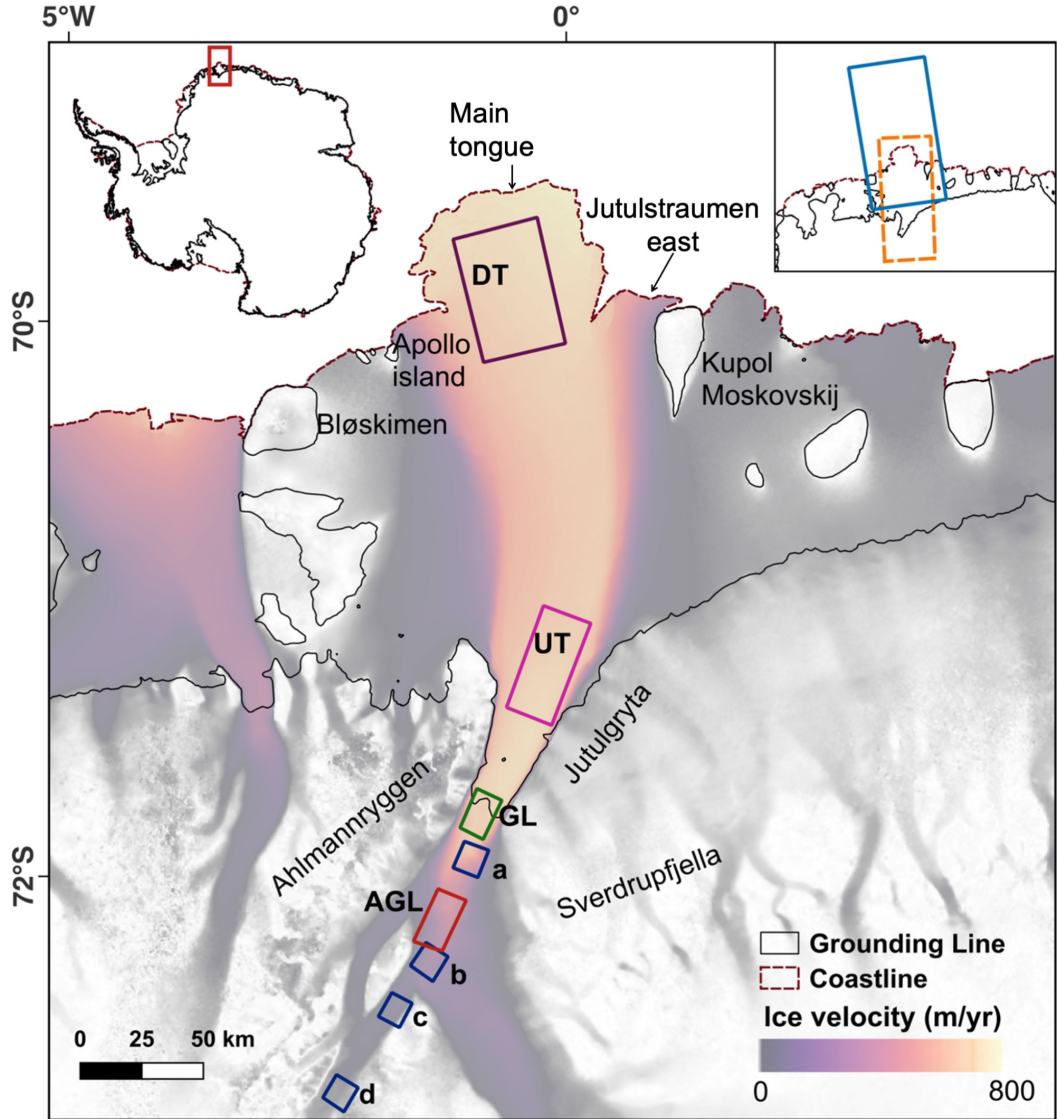 5°W
0°
Main
tongue
Jutulstraumen
east
DT
70°S
Apollo
island
Kupol
Moskovskij
Bløskimen
UT
Jutulgryta
Ahlmannryggen
GL
a
72°S
Sverdrupfjella
AGL
b
c
d
Grounding Line
Coastline
Ice velocity (m/yr)
0
800
0 25 50 km